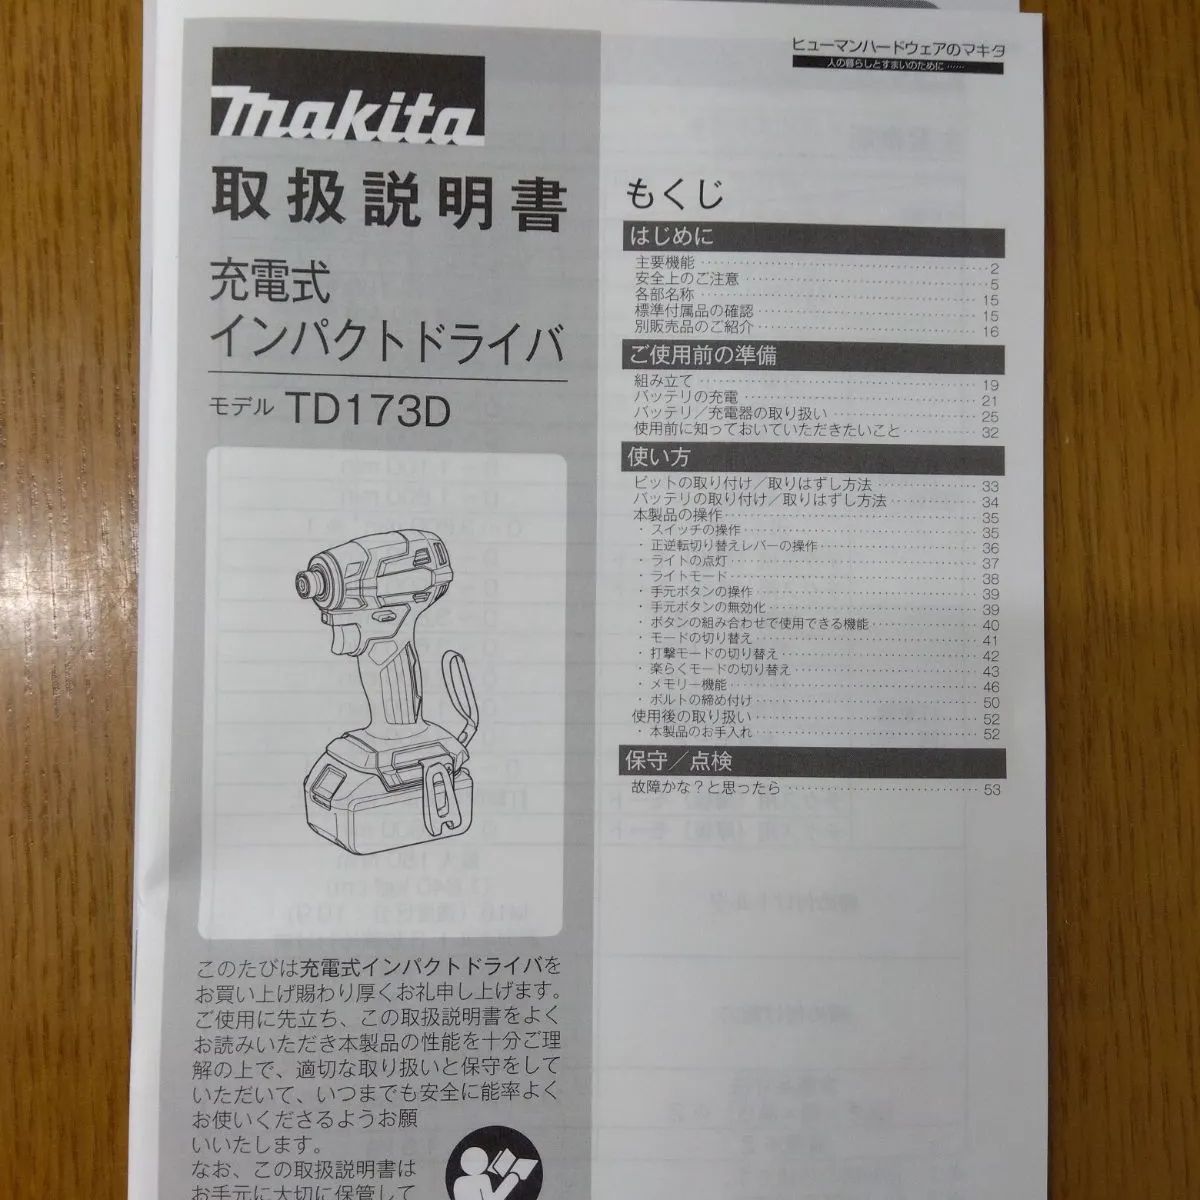 makita
取扱説明書
充電式
インパクトドライバ
モデル TD173D
このたびは充電式インパクトドライバを
お買い上げ賜わり厚くお礼申し上げます。
ご使用に先立ち、この取扱説明書をよく
お読みいただき本製品の性能を十分ご理
解の上で、適切な取り扱いと保守をして
いただいて、いつまでも安全に能率よく
お使いくださるようお願
いいたします。
なお、この取扱説明書は
お手元に大切に保管して
ヒューマンハードウェアのマキタ
人の暮らしとすまいのために……
もくじ
はじめに
主要機能 2
安全上のご注意 5
各部名称 15
標準付属品の確認 15
別販売品のご紹介 16
ご使用前の準備
組み立て 19
バッテリの充電 21
バッテリ/充電器の取り扱い 25
使用前に知っておいていただきたいこと 32
使い方
ビットの取り付け/取りはずし方法 33
バッテリの取り付け/取りはずし方法 34
本製品の操作 35
・スイッチの操作 35
・正逆転切り替えレバーの操作 36
・ライトの点灯 37
・ライトモード 38
・手元ボタンの操作 39
・手元ボタンの無効化 39
・ボタンの組み合わせで使用できる機能 40
・モードの切り替え 41
・打撃モードの切り替え 42
・楽らくモードの切り替え 43
・メモリー機能 46
・ボルトの締め付け 50
使用後の取り扱い 52
・本製品のお手入れ 52
保守/点検
故障かな?と思ったら 53